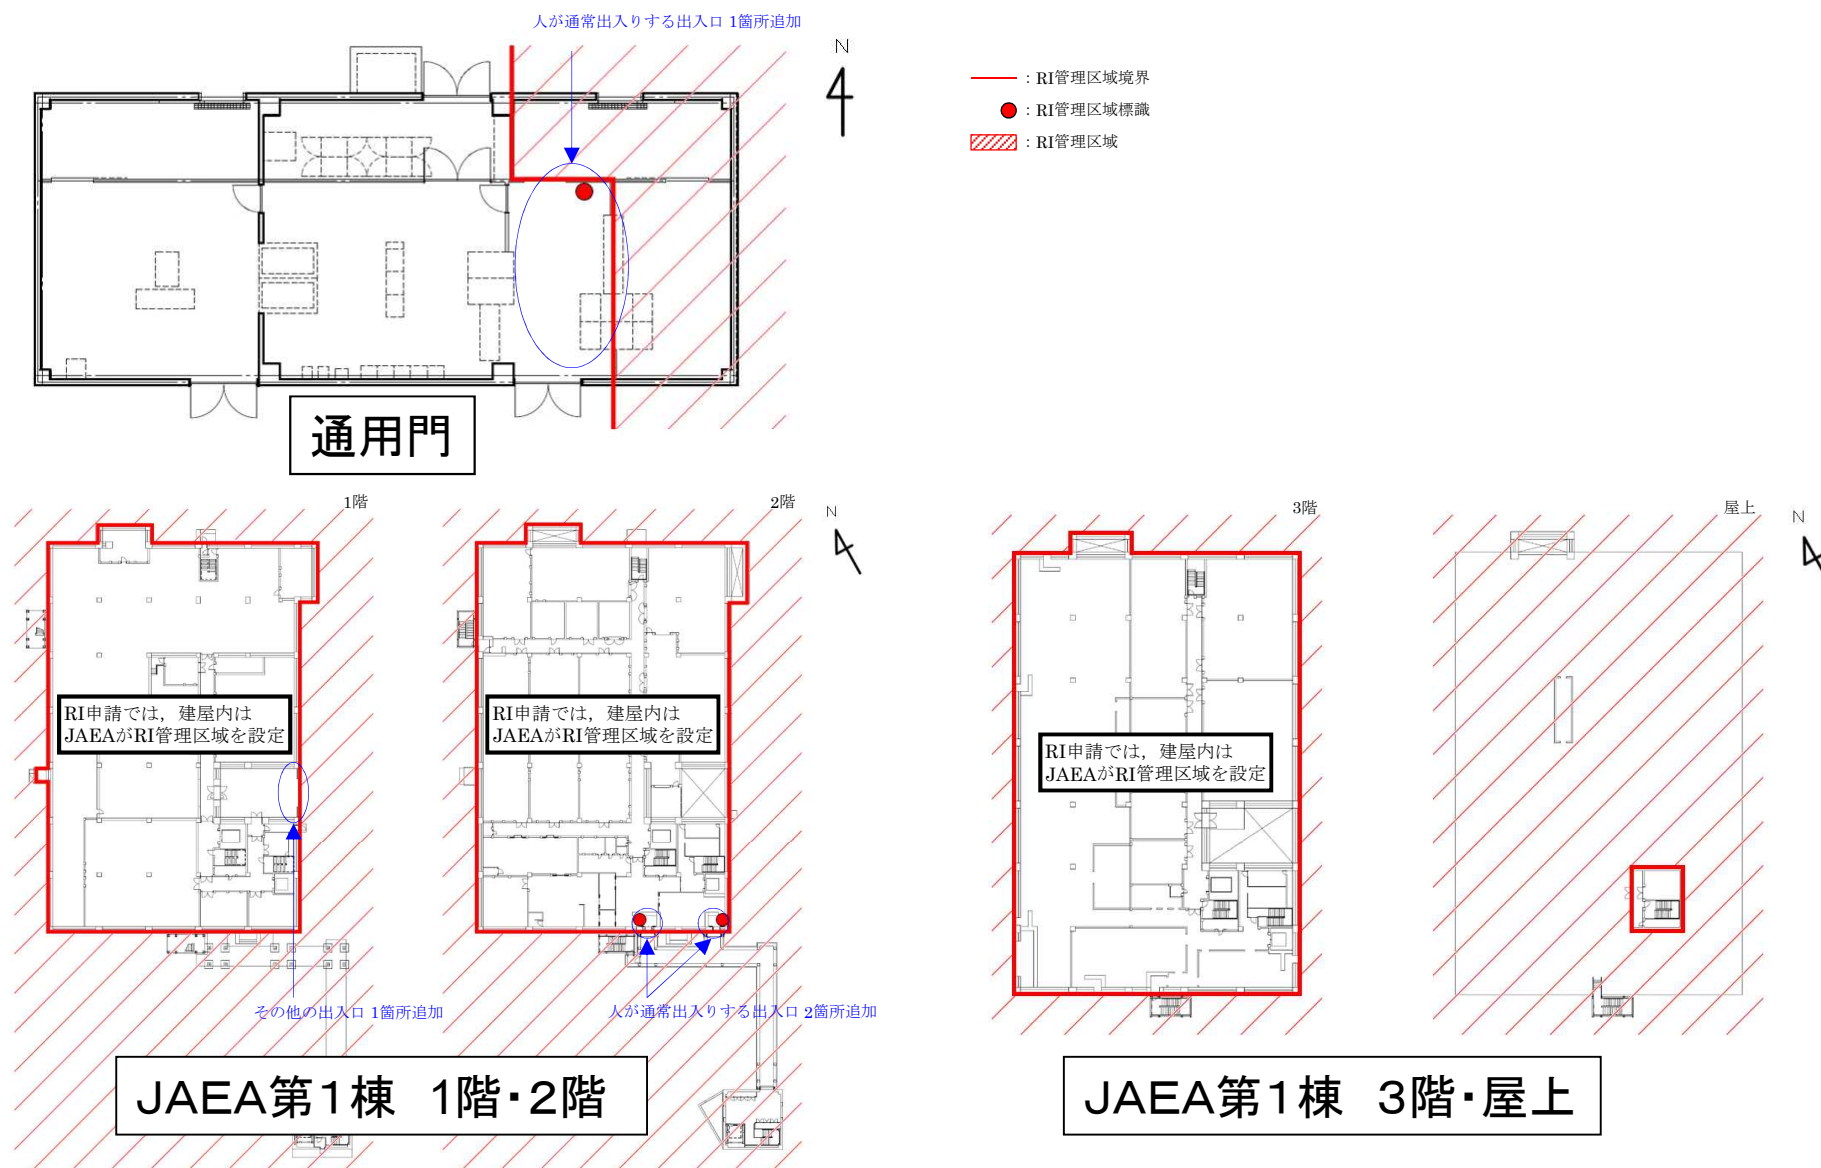 人が通常出入りする出入口 1箇所追加
N
: RI管理区域境界
: RI管理区域標識
: RI管理区域
通用門
1階
2階
N
3階
屋上
N
RI申請では，建屋内は
JAEAがRI管理区域を設定
RI申請では，建屋内は
JAEAがRI管理区域を設定
RI申請では，建屋内は
JAEAがRI管理区域を設定
その他の出入口 1箇所追加
人が通常出入りする出入口 2箇所追加
JAEA第1棟　1階・2階
JAEA第1棟　3階・屋上